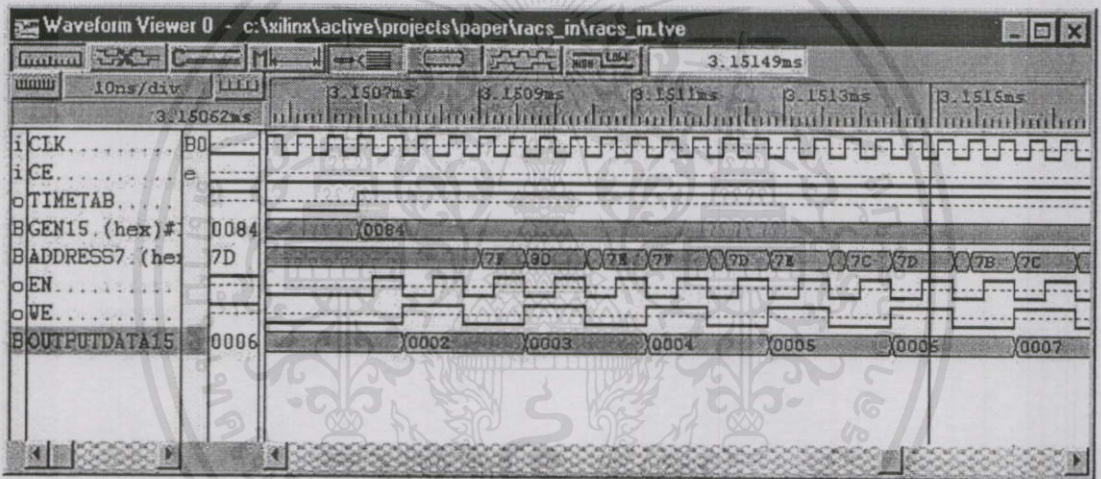 Waveform Viewer 0 - c:\xilinx\active\projects\paper\racs_in\racs_in.tve
3.15149ms
10ns/div
3.15062ms
3.1507ms 3.1509ms 3.1511ms 3.1513ms 3.1515ms
i CLK...... B0
i CE....... e
o TIMETAB.....
B GEN15.(hex)#1 0084 0084
B ADDRESS7.(hex 7D 7F 80 7E 7F 7D 7E 7C 7D 7B 7C
o EN.......
o WE.......
B OUTPUTDATA15 0006 0002 0003 0004 0005 0006 0007